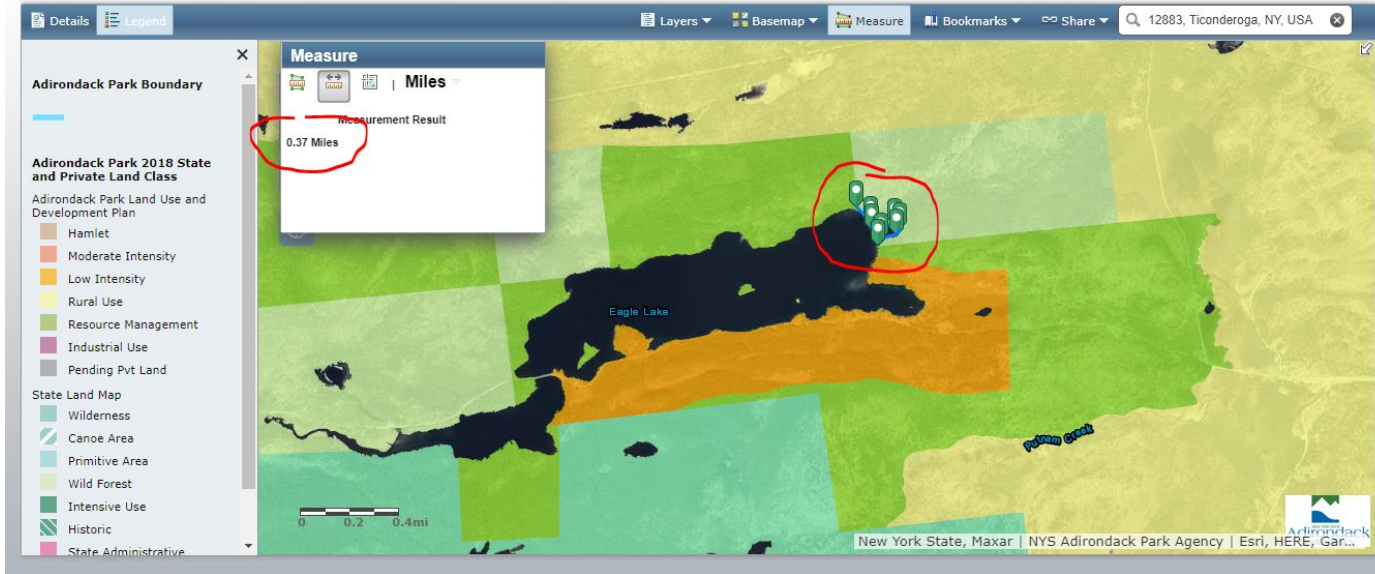 Details Legend Layers Basemap Measure Bookmarks Share 12883, Ticonderoga, NY, USA
Adirondack Park Boundary
Adirondack Park 2018 State
and Private Land Class
Adirondack Park Land Use and
Development Plan
Hamlet
Moderate Intensity
Low Intensity
Rural Use
Resource Management
Industrial Use
Pending Pvt Land
State Land Map
Wilderness
Canoe Area
Primitive Area
Wild Forest
Intensive Use
Historic
State Administrative
Measure
| Miles
Measurement Result
0.37 Miles
Eagle Lake
Putnam Creek
0 0.2 0.4mi
Adirondack
New York State, Maxar | NYS Adirondack Park Agency | Esri, HERE, Gar...